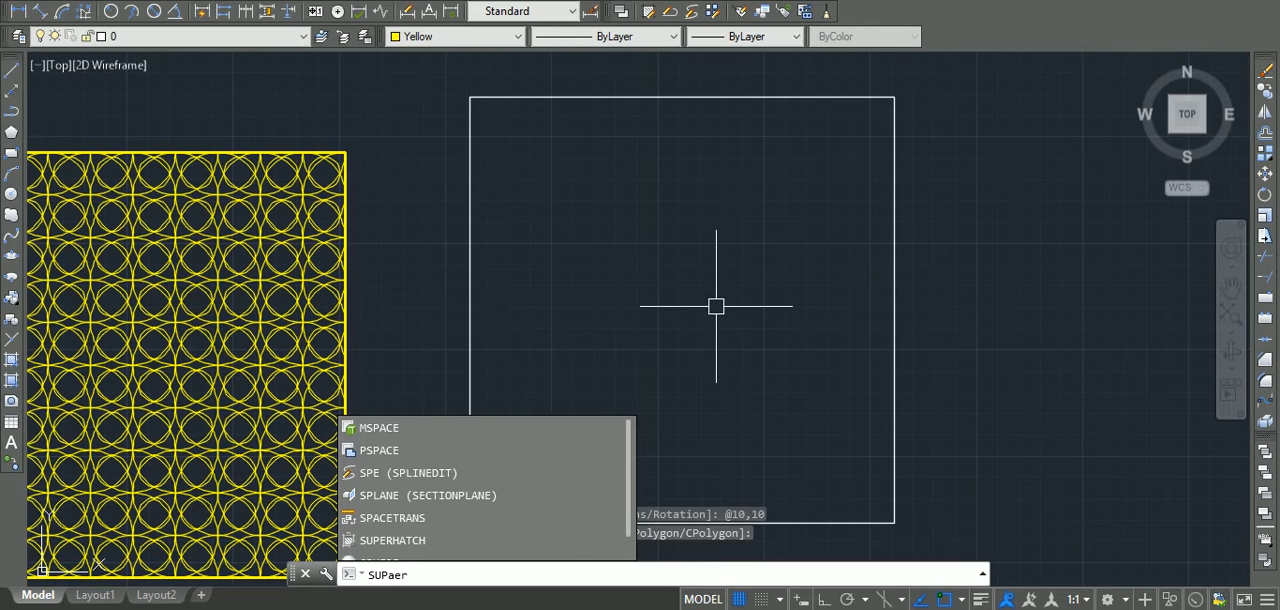 Standard
0
Yellow
ByLayer
ByLayer
ByColor
[−][Top][2D Wireframe]
N
W
TOP
E
S
WCS
MSPACE
PSPACE
SPE (SPLINEDIT)
SPLANE (SECTIONPLANE)
SPACETRANS
SUPERHATCH
ns/Rotation]: @10,10
Polygon/CPolygon]:
Y
X
SUPaer
Model
Layout1
Layout2
+
MODEL
1:1
A